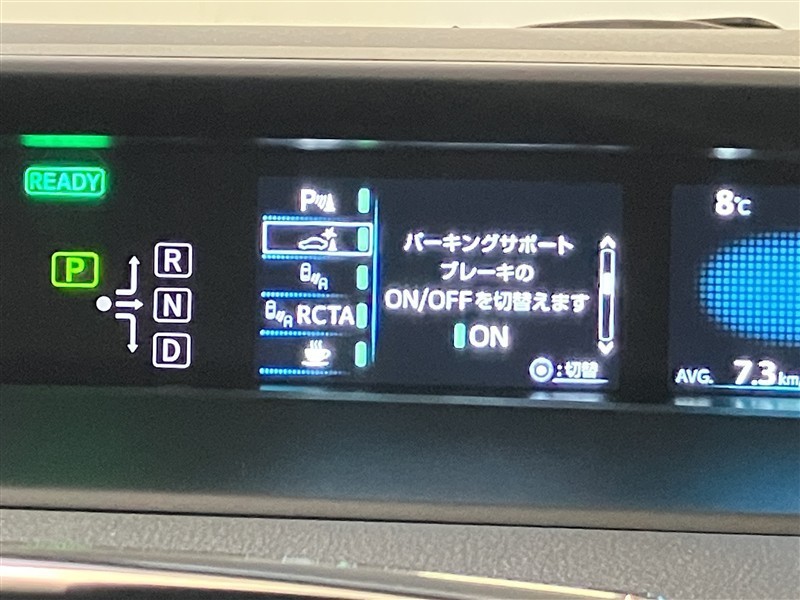 READY
P
R
N
D
P
RCTA
パーキングサポート
ブレーキの
ON/OFFを切替えます
ON
:切替
8℃
AVG. 7.3km